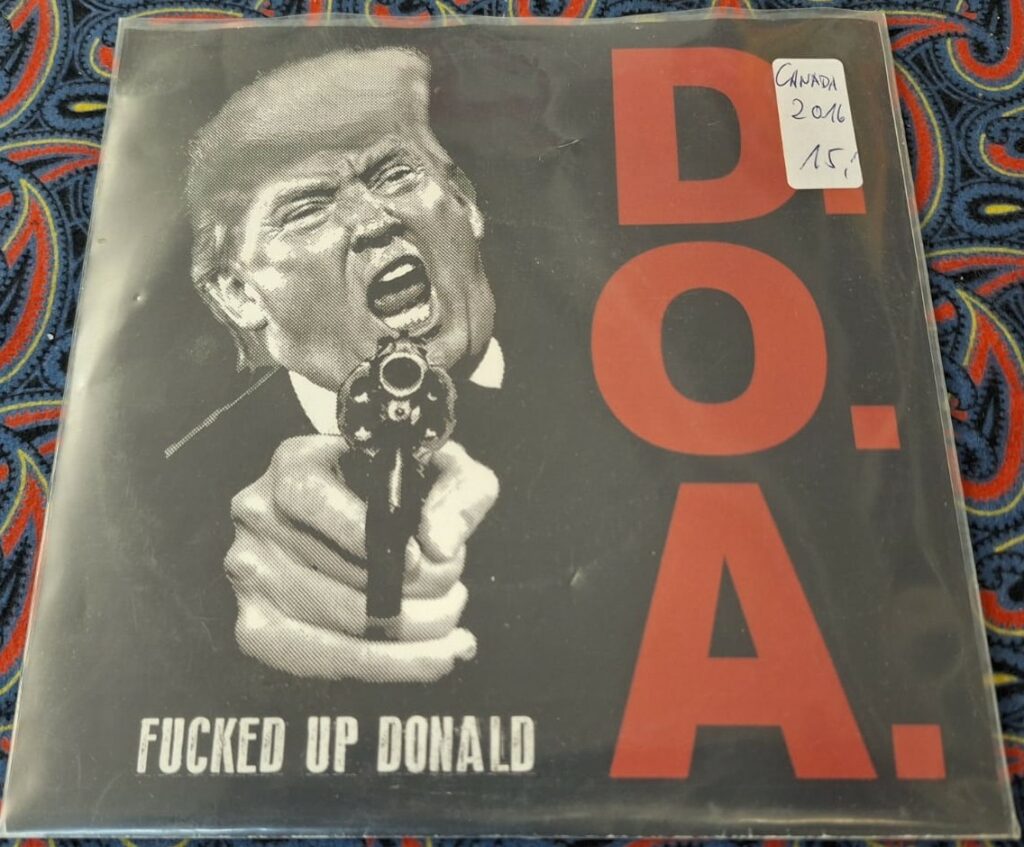 D.
O.
A.
CANADA
2016
15,
FUCKED UP DONALD